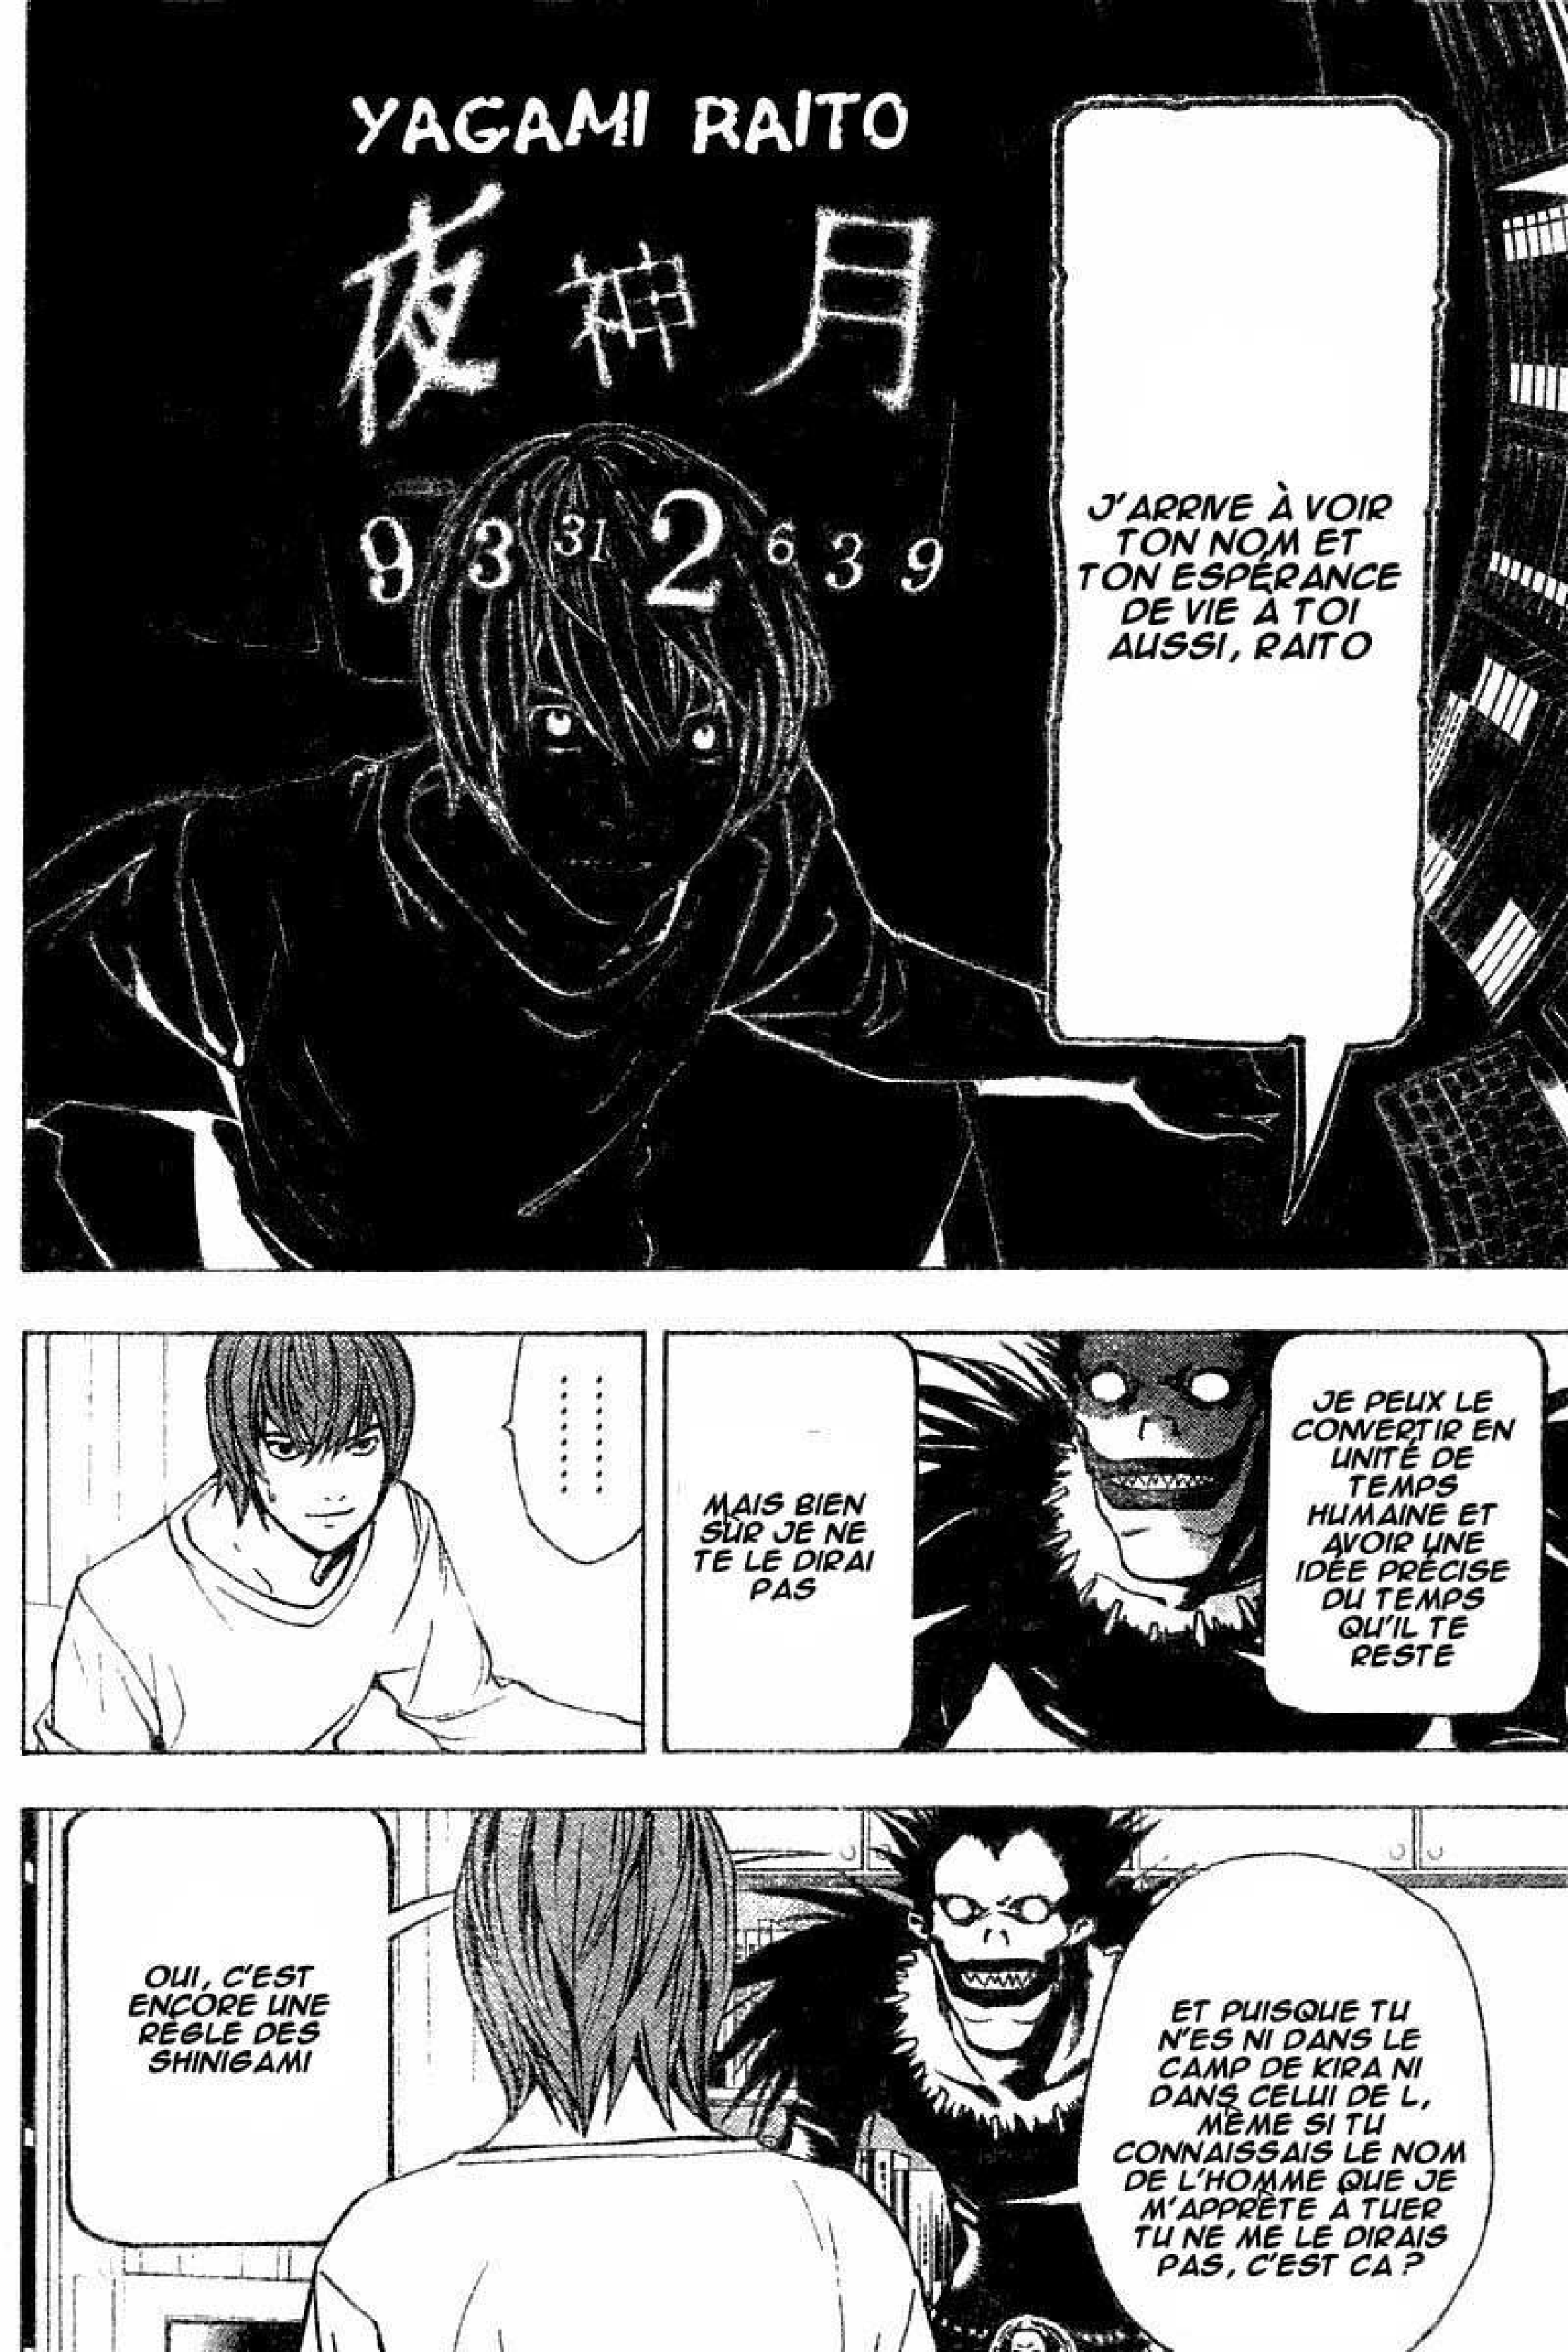 YAGAMI RAITO
夜神月
9 3 31 2 6 3 9
J'ARRIVE À VOIR
TON NOM ET
TON ESPÉRANCE
DE VIE À TOI
AUSSI, RAITO
JE PEUX LE
CONVERTIR EN
UNITÉ DE
TEMPS
HUMAINE ET
AVOIR UNE
IDÉE PRÉCISE
DU TEMPS
QU'IL TE
RESTE
MAIS BIEN
SÛR JE NE
TE LE DIRAI
PAS
ET PUISQUE TU
N'ES NI DANS LE
CAMP DE KIRA NI
DANS CELUI DE L,
MÊME SI TU
CONNAISSAIS LE NOM
DE L'HOMME QUE JE
M'APPRÊTE À TUER
TU NE ME LE DIRAIS
PAS, C'EST CA ?
OUI, C'EST
ENCORE UNE
RÈGLE DES
SHINIGAMI